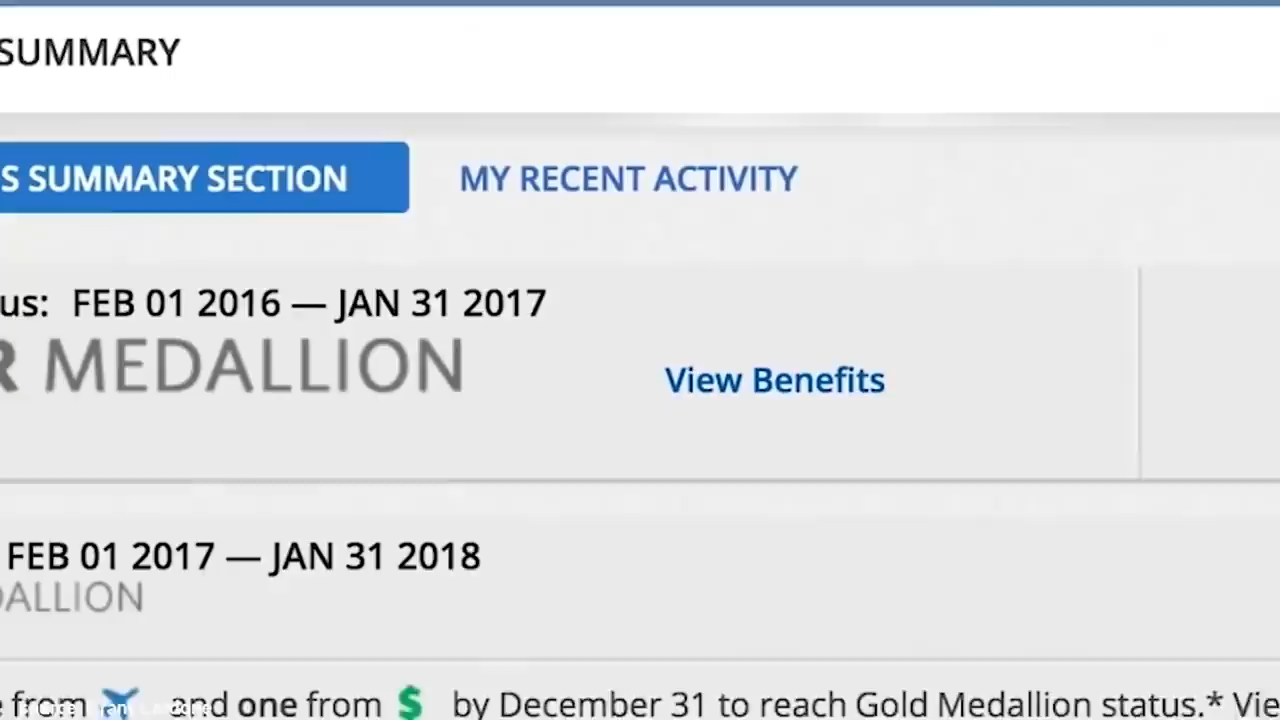 SUMMARY
S SUMMARY SECTION MY RECENT ACTIVITY
us: FEB 01 2016 — JAN 31 2017
R MEDALLION View Benefits
FEB 01 2017 — JAN 31 2018
DALLION
from and one from $ by December 31 to reach Gold Medallion status.* Vie